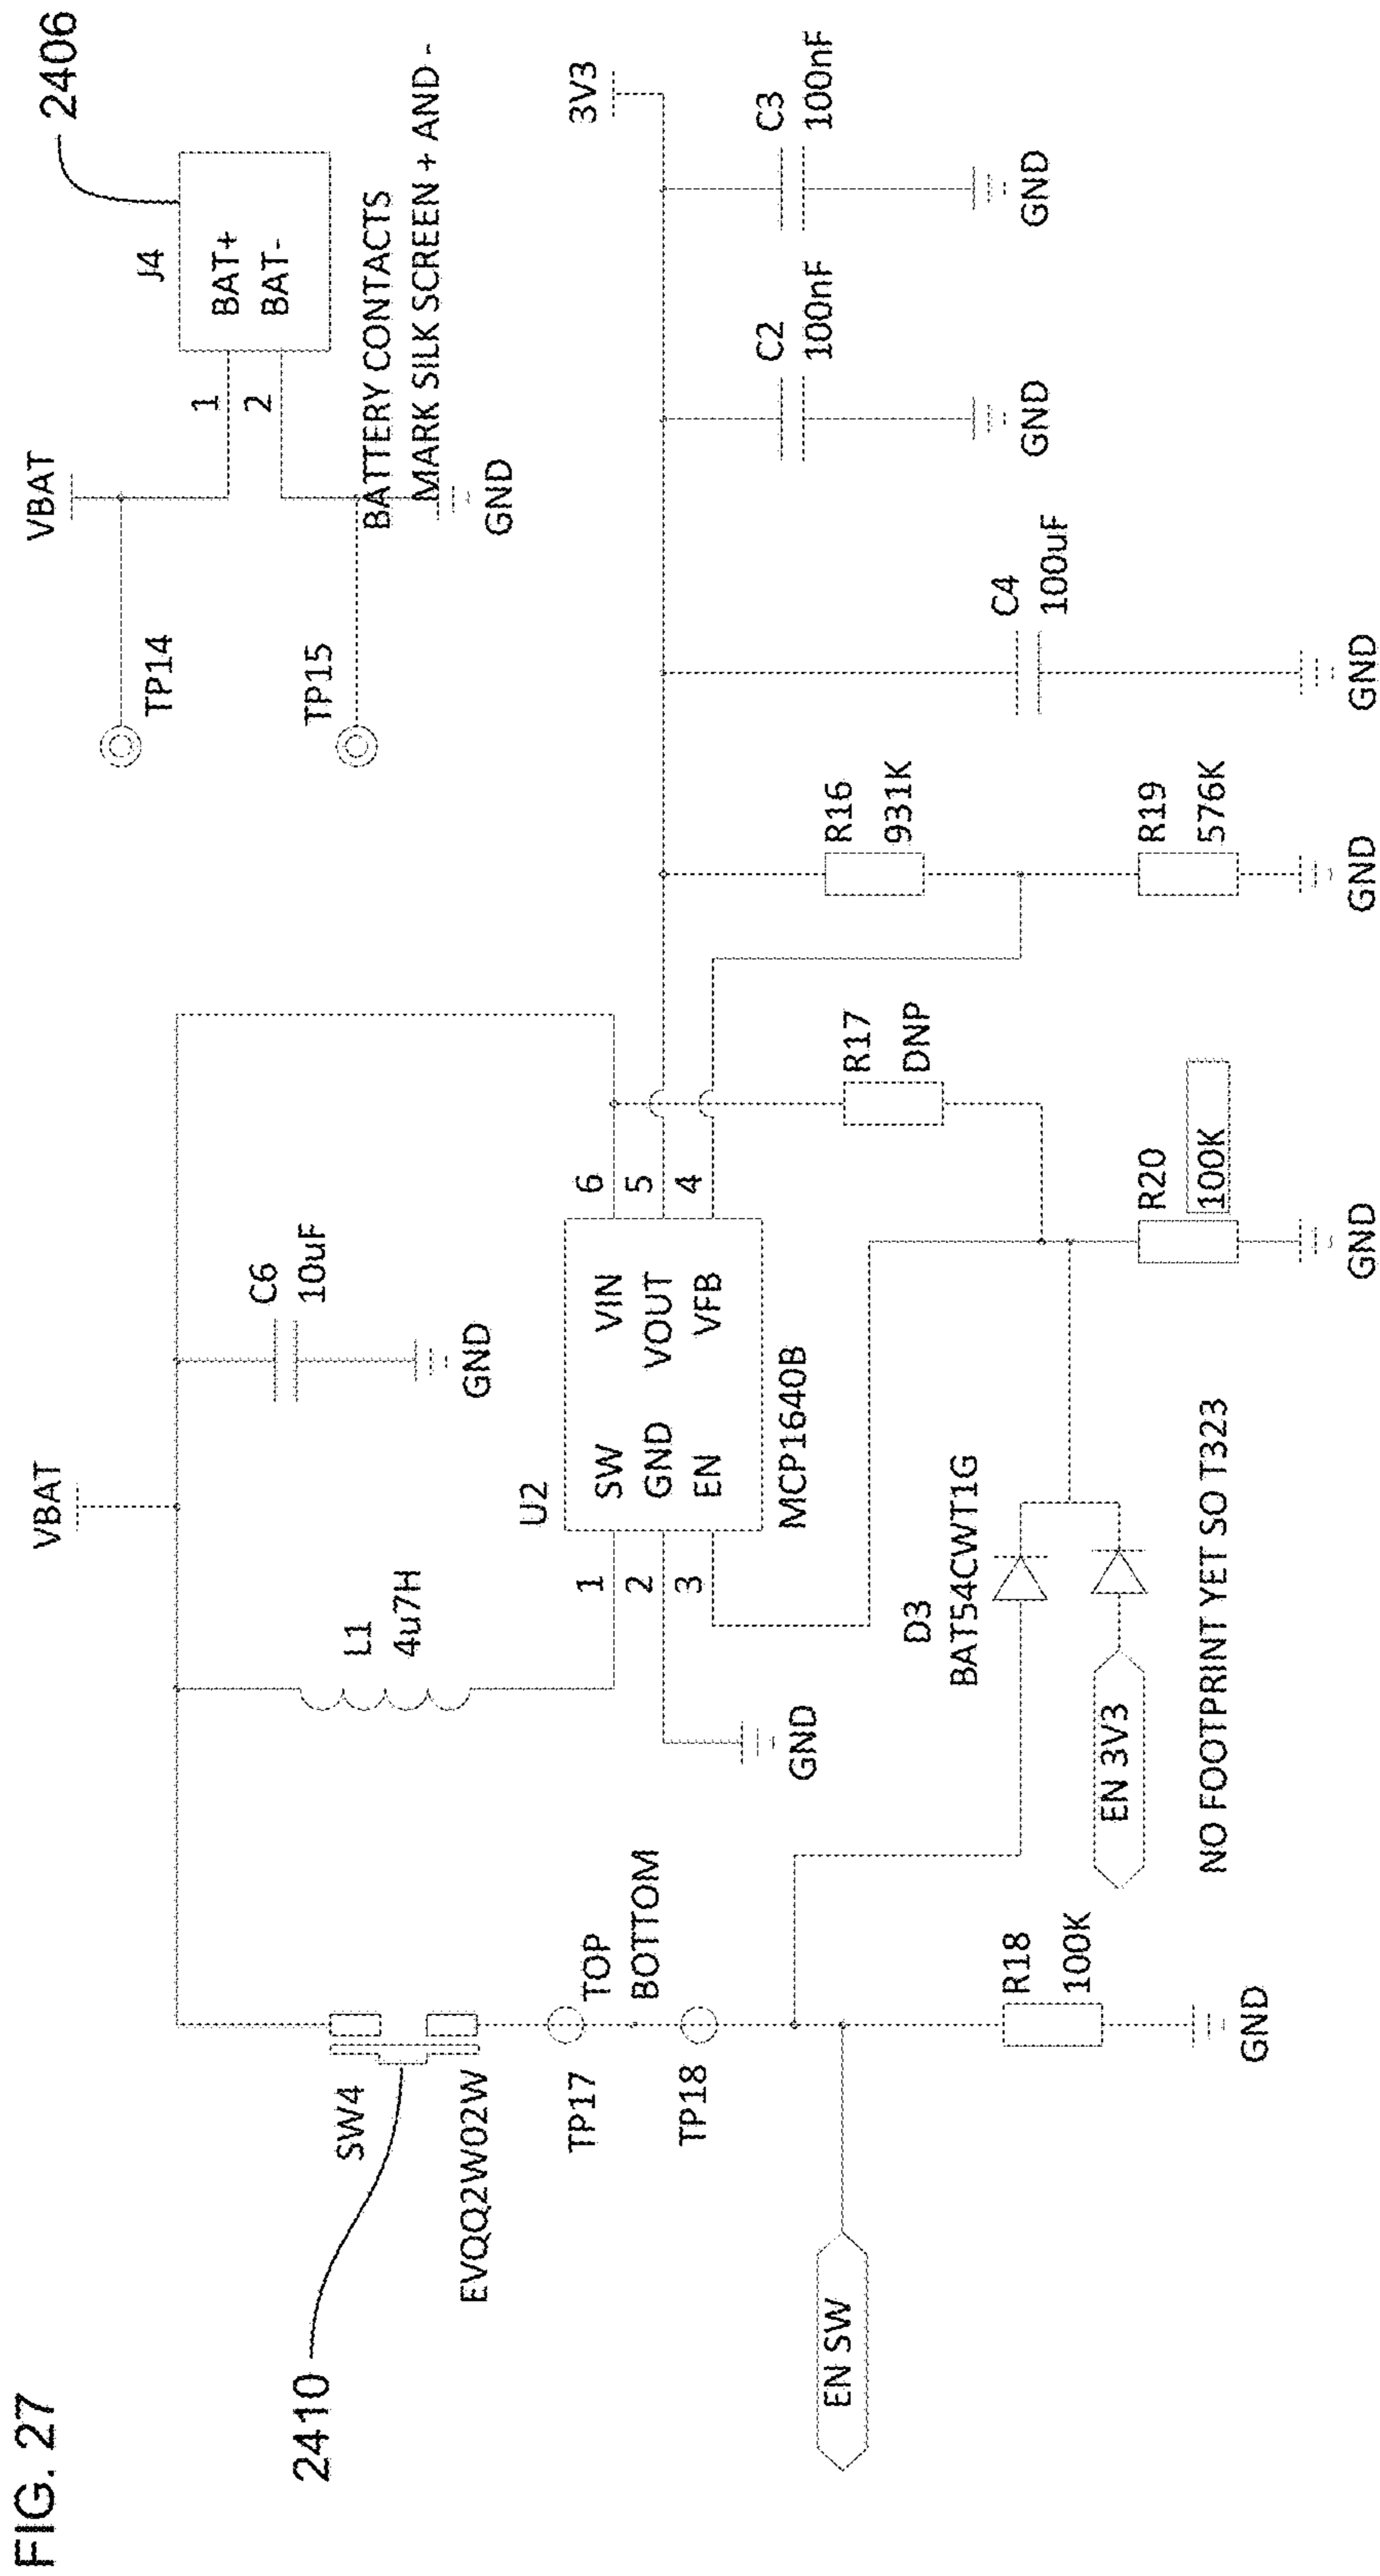 FIG. 27
2410
SW4
EVQQ2W02W
TP17
TOP
BOTTOM
TP18
EN SW
R18
100K
GND
VBAT
L1
4u7H
C6
10uF
GND
U2
1
2
3
SW
GND
EN
VIN
VOUT
VFB
6
5
4
MCP1640B
GND
D3
BAT54CWT1G
EN 3V3
NO FOOTPRINT YET SO T323
R17
DNP
R20
100K
GND
R16
931K
R19
576K
GND
C4
100uF
GND
C2
100nF
GND
C3
100nF
GND
3V3
VBAT
TP14
TP15
1
2
J4
BAT+
BAT-
2406
BATTERY CONTACTS
MARK SILK SCREEN + AND -
GND